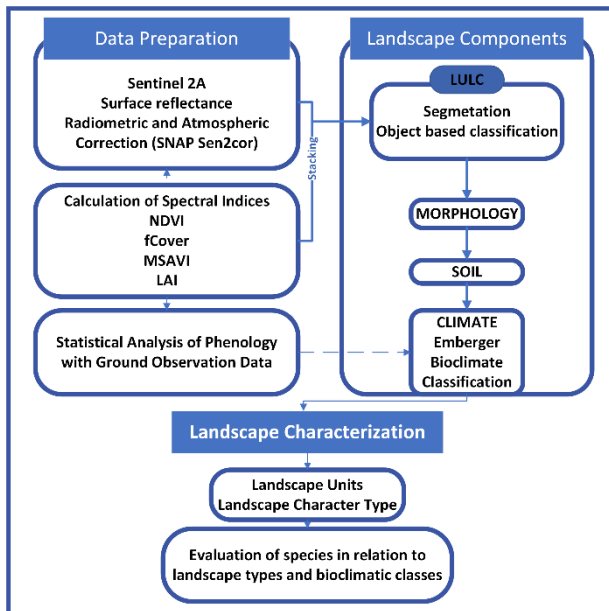 Data Preparation
Sentinel 2A
Surface reflectance
Radiometric and Atmospheric
Correction (SNAP Sen2cor)
Stacking
Calculation of Spectral Indices
NDVI
fCover
MSAVI
LAI
Statistical Analysis of Phenology
with Ground Observation Data
Landscape Components
LULC
Segmetation
Object based classification
MORPHOLOGY
SOIL
CLIMATE
Emberger
Bioclimate
Classification
Landscape Characterization
Landscape Units
Landscape Character Type
Evaluation of species in relation to
landscape types and bioclimatic classes